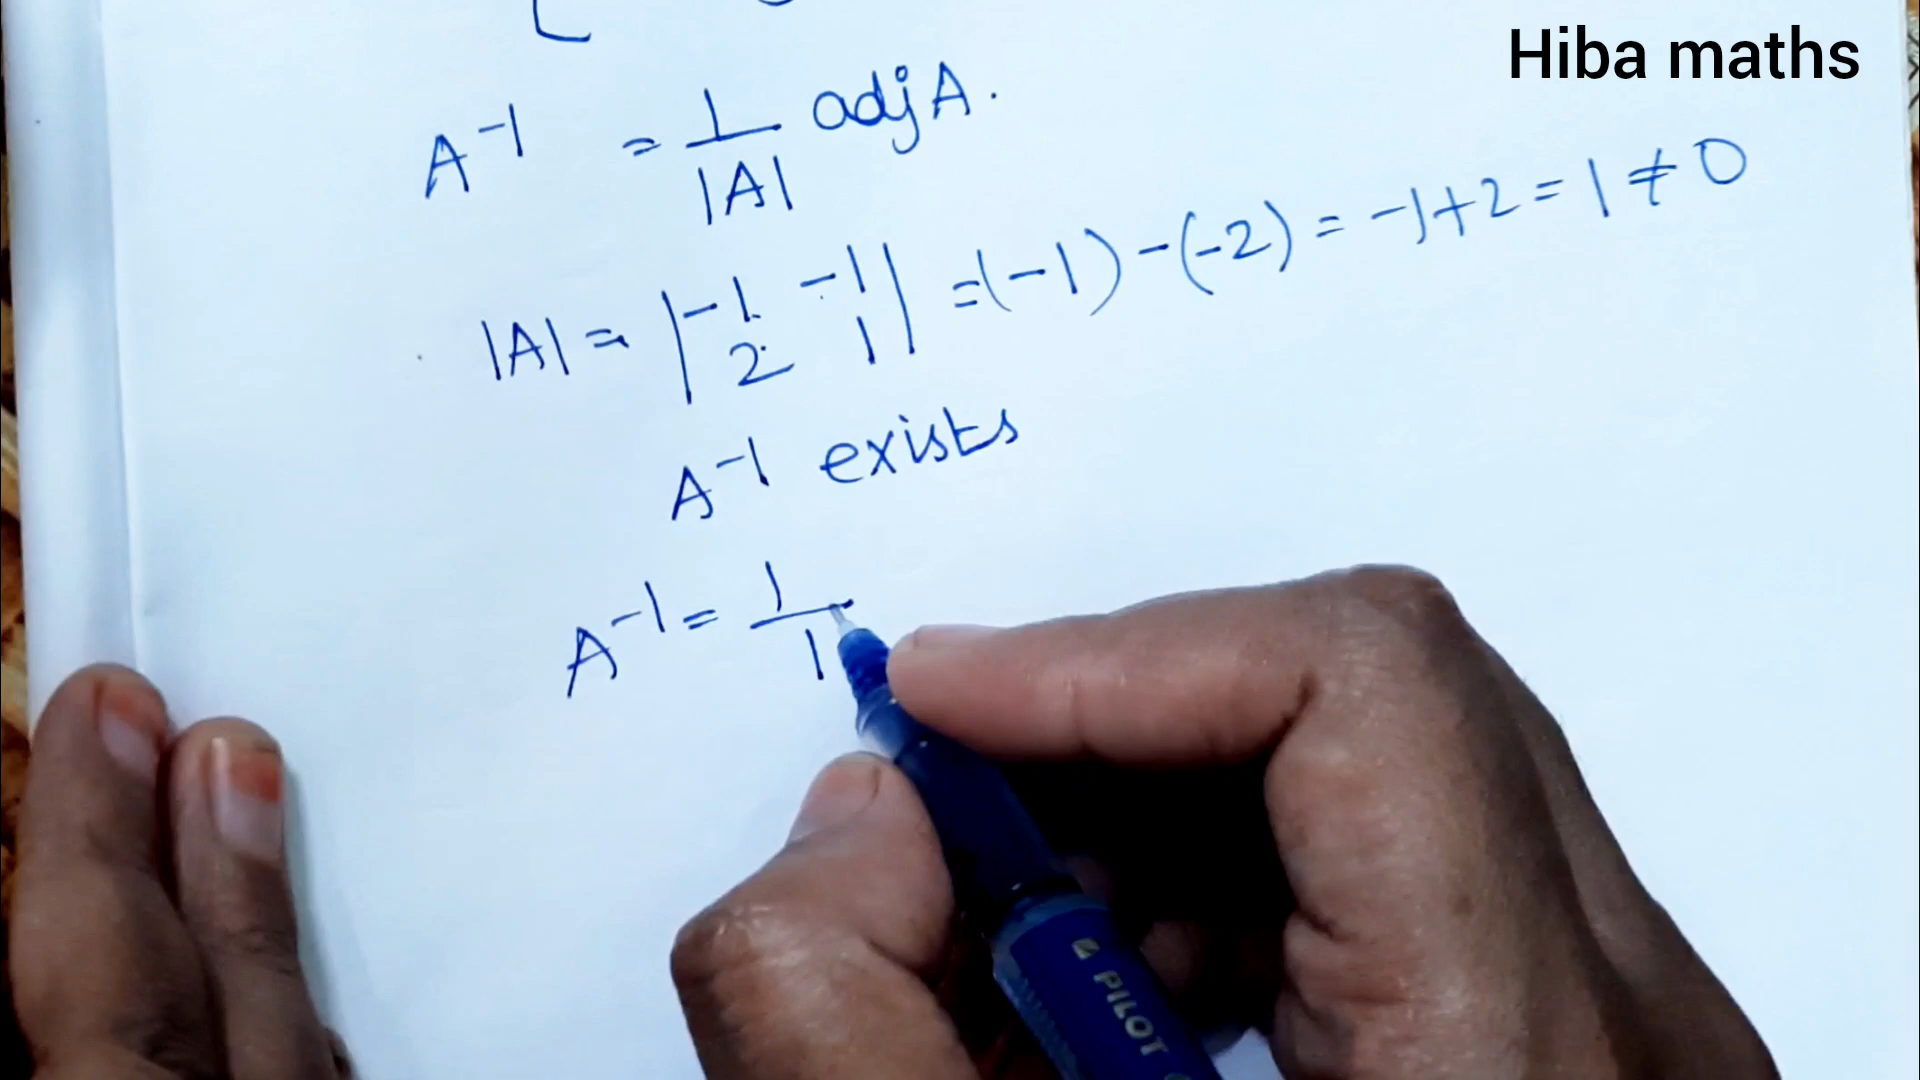 Hiba maths
A⁻¹ = 1/|A| adj A.
|A| = |-1 -1; 2 1| = (-1) - (-2) = -1+2 = 1 ≠ 0
A⁻¹ exists
A⁻¹ = 1/1
PILOT